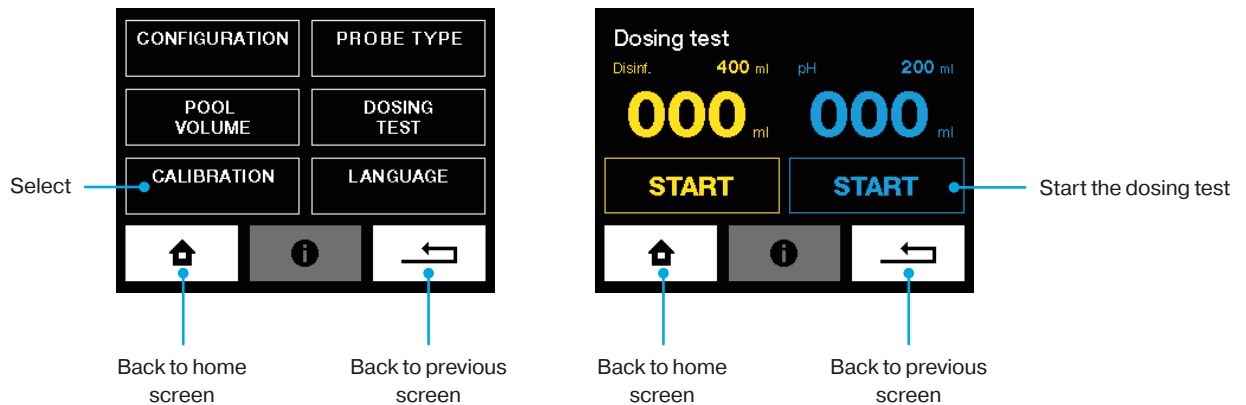 CONFIGURATION
PROBE TYPE
POOL
VOLUME
DOSING
TEST
CALIBRATION
LANGUAGE
Select
Back to home
screen
Back to previous
screen
Dosing test
Disinf. 400 ml
pH 200 ml
000 ml
000 ml
START
START
Start the dosing test
Back to home
screen
Back to previous
screen